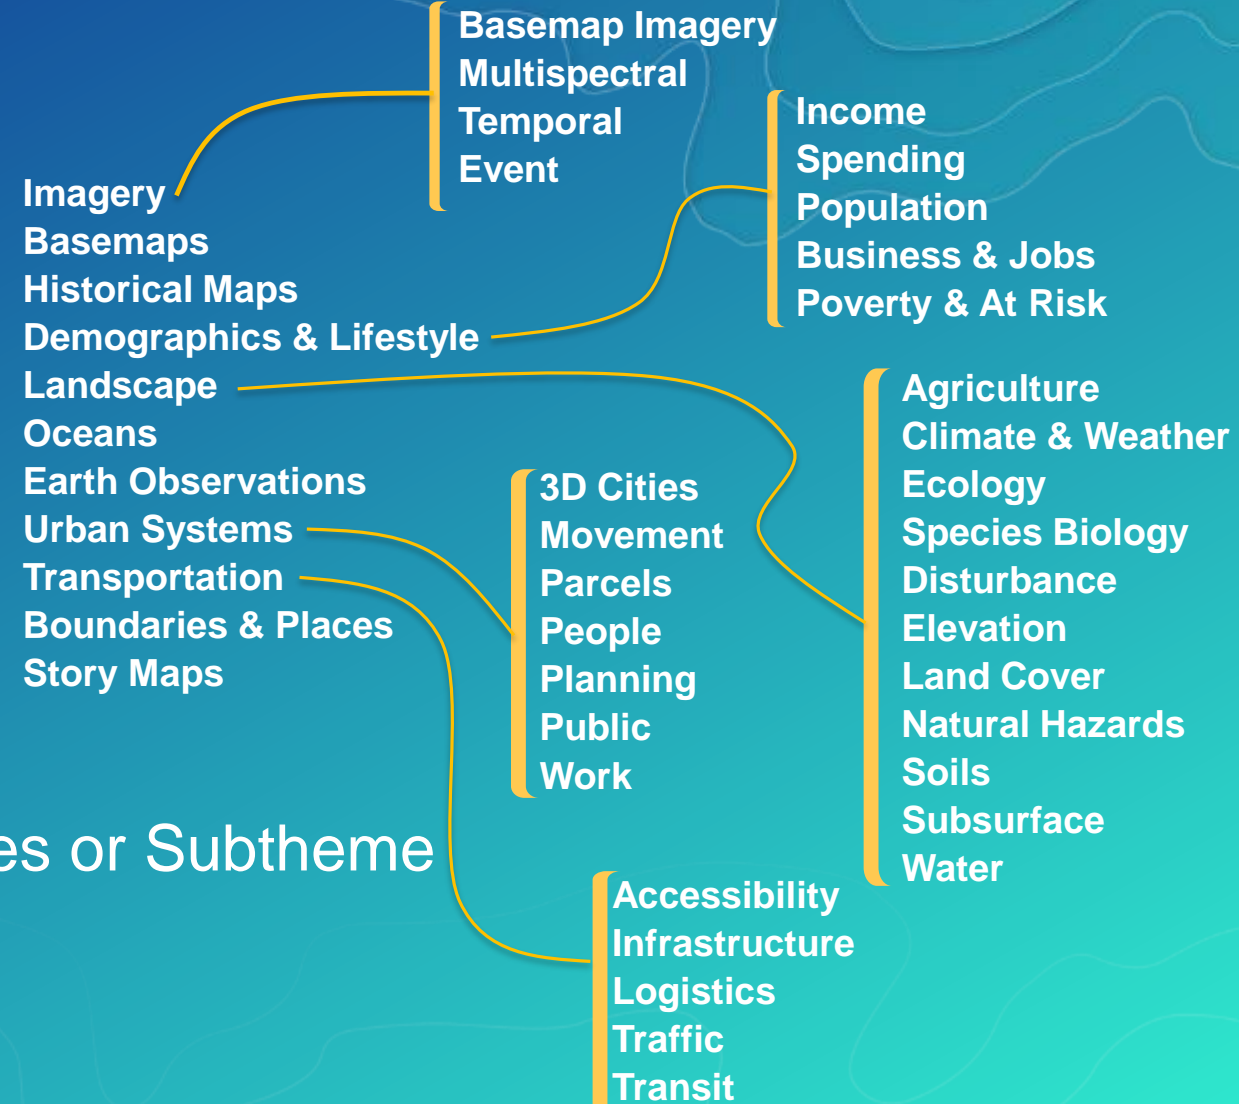 Basemap Imagery
Multispectral
Temporal
Event
Income
Spending
Population
Business & Jobs
Poverty & At Risk
Imagery
Basemaps
Historical Maps
Demographics & Lifestyle
Landscape
Oceans
Earth Observations
Urban Systems
Transportation
Boundaries & Places
Story Maps
3D Cities
Movement
Parcels
People
Planning
Public
Work
Agriculture
Climate & Weather
Ecology
Species Biology
Disturbance
Elevation
Land Cover
Natural Hazards
Soils
Subsurface
Water
es or Subtheme
Accessibility
Infrastructure
Logistics
Traffic
Transit